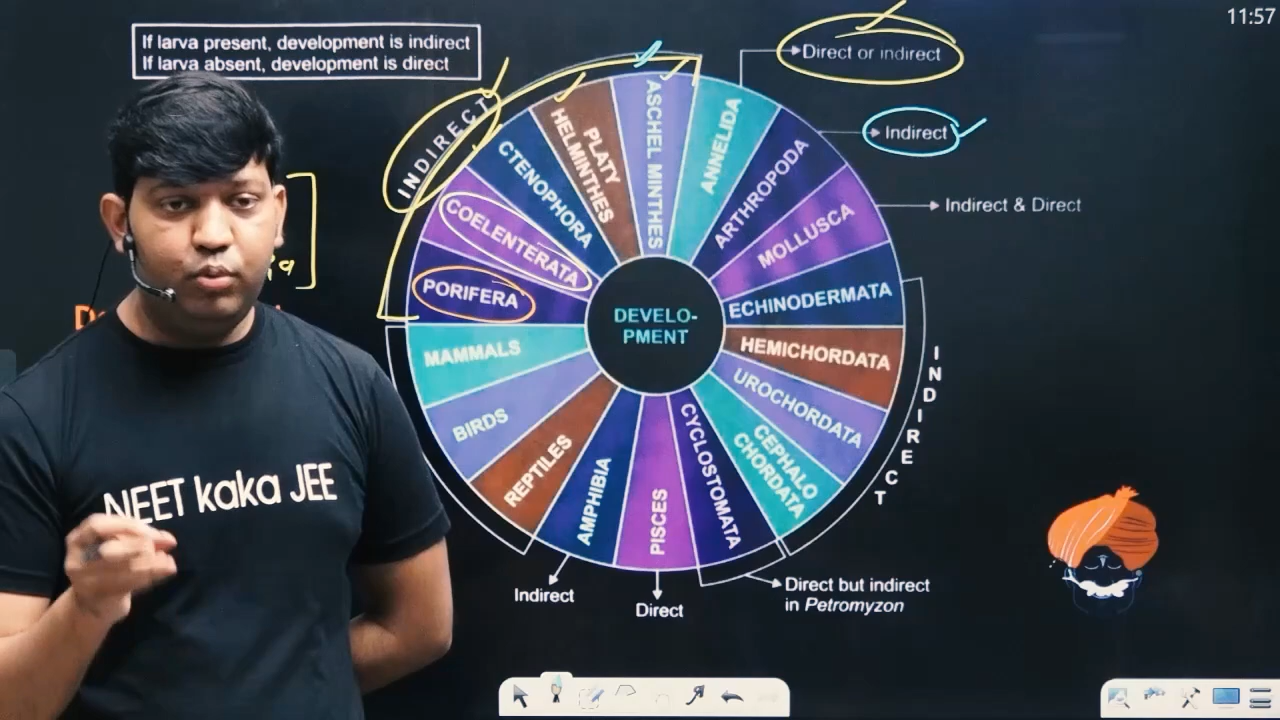 11:57
If larva present, development is indirect
If larva absent, development is direct
Direct or indirect
Indirect
Indirect & Direct
INDIRECT
PORIFERA
COELENTERATA
CTENOPHORA
PLATY
HELMINTHES
ASCHEL MINTHES
ANNELIDA
ARTHROPODA
MOLLUSCA
ECHINODERMATA
HEMICHORDATA
UROCHORDATA
CEPHALO
CHORDATA
CYCLOSTOMATA
PISCES
AMPHIBIA
REPTILES
BIRDS
MAMMALS
DEVELO-
PMENT
INDIRECT
Indirect
Direct
Direct but indirect
in Petromyzon
NEET kaka JEE